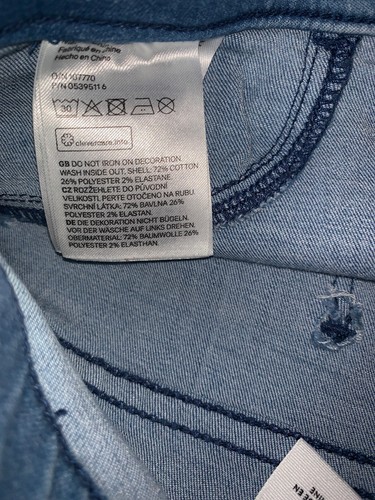 Fabriqué en Chine
Hecho en China
107770
P/N 05395116
30
clevercare.info
GB DO NOT IRON ON DECORATION
WASH INSIDE OUT. SHELL: 72% COTTON
26% POLYESTER 2% ELASTANE.
CZ ROZŽEHLETE DO PŮVODNÍ
VELIKOSTI. PERTE OTOČENO NA RUBU.
SVRCHNÍ LÁTKA: 72% BAVLNA 26%
POLYESTER 2% ELASTAN.
DE DIE DEKORATION NICHT BÜGELN.
VOR DER WÄSCHE AUF LINKS DREHEN.
OBERMATERIAL: 72% BAUMWOLLE 26%
POLYESTER 2% ELASTHAN.